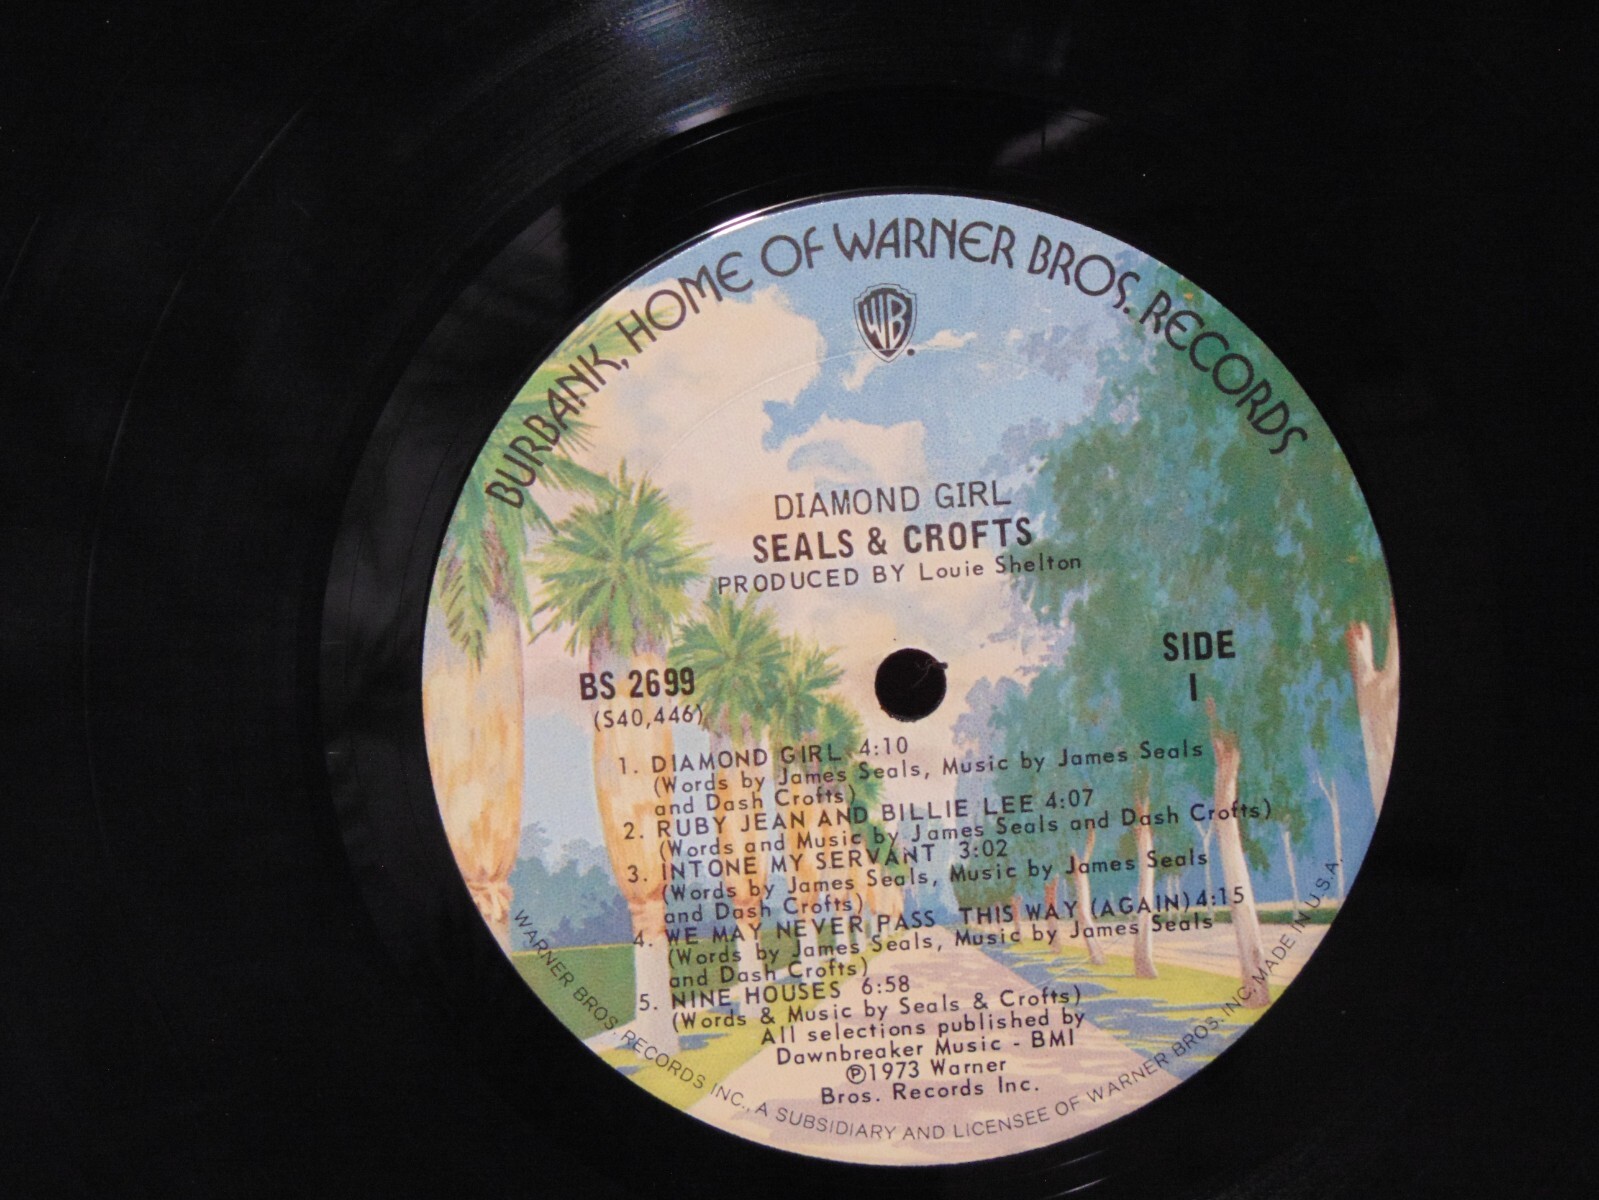 BURBANK, HOME OF WARNER BROS. RECORDS
WB
DIAMOND GIRL
SEALS & CROFTS
PRODUCED BY Louie Shelton
SIDE
1
BS 2699
(S40,446)
1. DIAMOND GIRL 4:10
(Words by James Seals, Music by James Seals
and Dash Crofts)
2. RUBY JEAN AND BILLIE LEE 4:07
(Words and Music by James Seals and Dash Crofts)
3. INTONE MY SERVANT 3:02
(Words by James Seals, Music by James Seals
and Dash Crofts)
4. WE MAY NEVER PASS THIS WAY (AGAIN) 4:15
(Words by James Seals, Music by James Seals
and Dash Crofts)
5. NINE HOUSES 6:58
(Words & Music by Seals & Crofts)
All selections published by
Dawnbreaker Music - BMI
℗1973 Warner
Bros. Records Inc.
WARNER BROS. RECORDS INC., A SUBSIDIARY AND LICENSEE OF WARNER BROS. INC. MADE IN U.S.A.